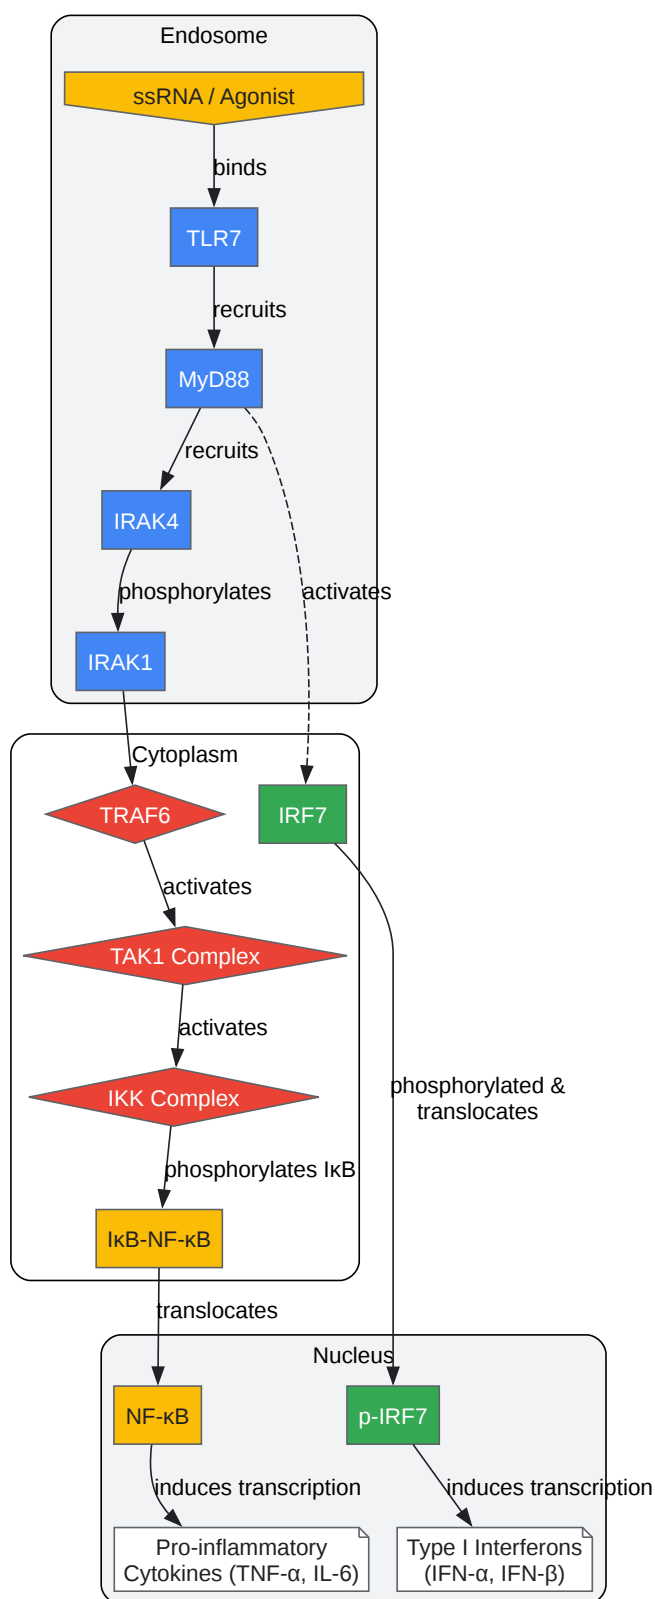 Endosome
ssRNA / Agonist
binds
TLR7
recruits
MyD88
recruits
IRAK4
phosphorylates
activates
IRAK1
Cytoplasm
TRAF6
IRF7
activates
TAK1 Complex
activates
IKK Complex
phosphorylated &
translocates
phosphorylates IκB
IκB-NF-κB
translocates
Nucleus
NF-κB
p-IRF7
induces transcription
induces transcription
Pro-inflammatory
Cytokines (TNF-α, IL-6)
Type I Interferons
(IFN-α, IFN-β)